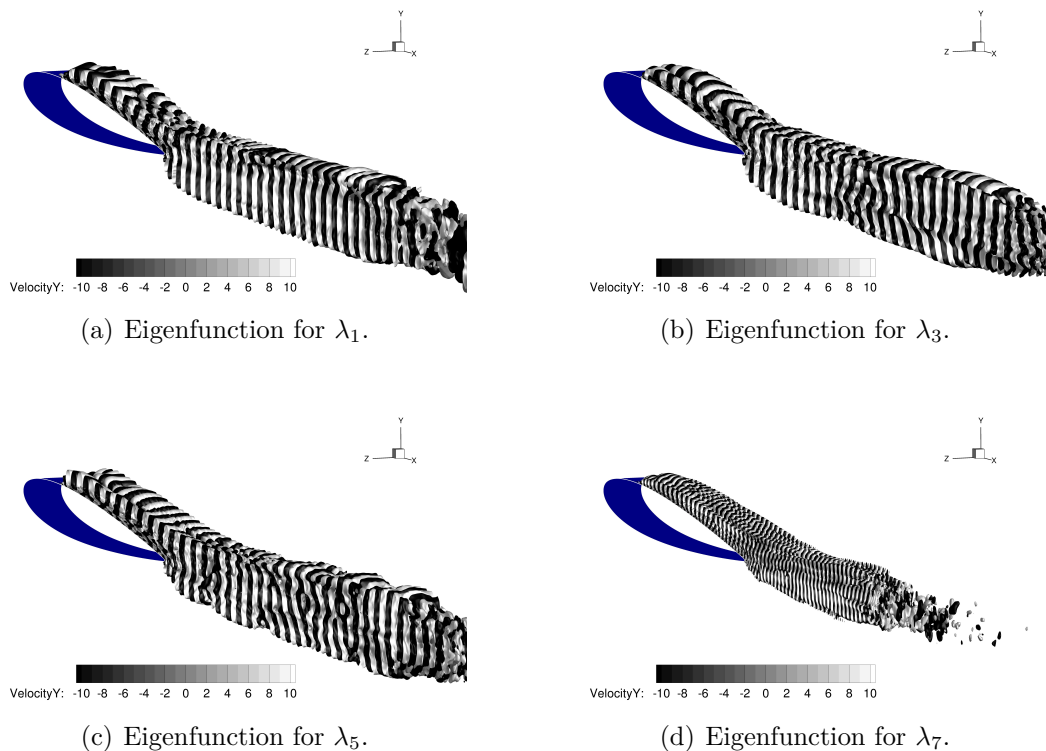 Y
Z X
Y
Z X
VelocityY: -10 -8 -6 -4 -2 0 2 4 6 8 10
VelocityY: -10 -8 -6 -4 -2 0 2 4 6 8 10
(a) Eigenfunction for λ₁.
(b) Eigenfunction for λ₃.
Y
Z X
Y
Z X
VelocityY: -10 -8 -6 -4 -2 0 2 4 6 8 10
VelocityY: -10 -8 -6 -4 -2 0 2 4 6 8 10
(c) Eigenfunction for λ₅.
(d) Eigenfunction for λ₇.